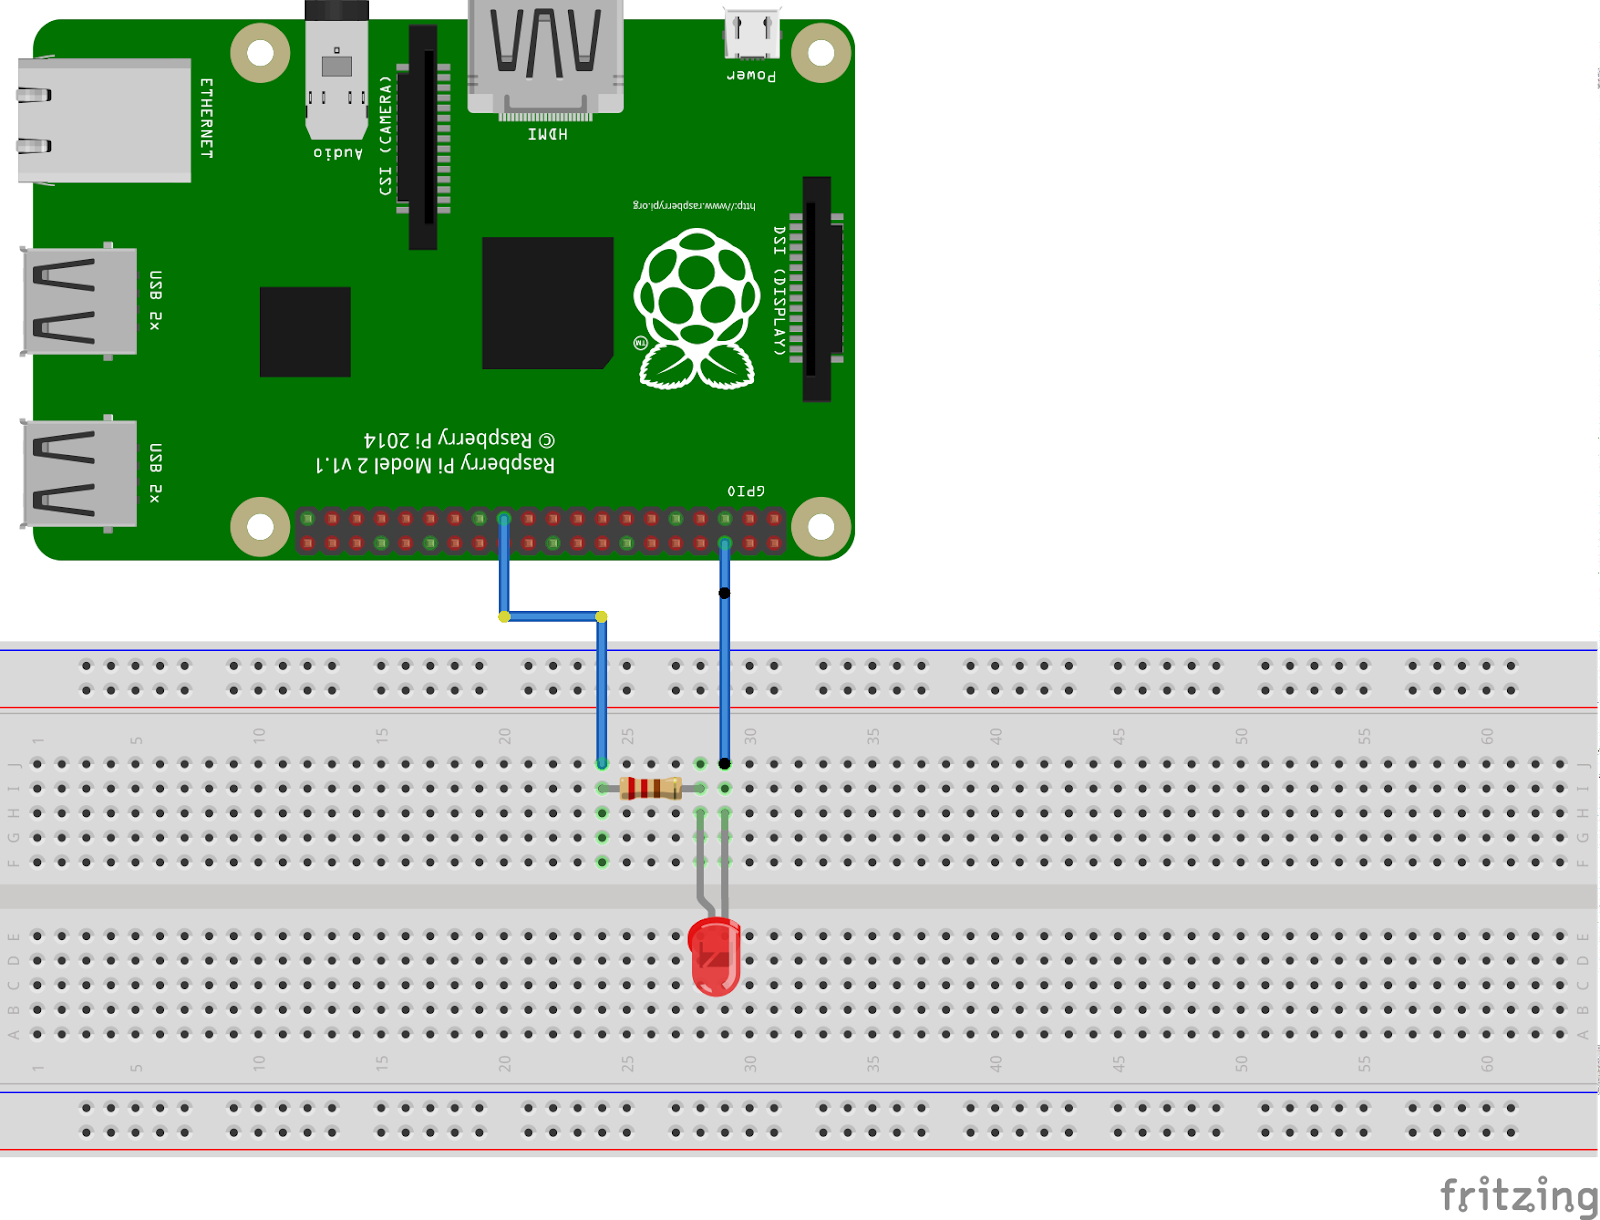 ETHERNET
Audio
CSI (CAMERA)
HDMI
Power
http://www.raspberrypi.org
DSI (DISPLAY)
TM
USB 2x
USB 2x
© Raspberry Pi 2014
Raspberry Pi Model 2 v1.1
GPIO
1 5 10 15 20 25 30 35 40 45 50 55 60
J J
I I
H H
G G
F F
E E
D D
C C
B B
A A
1 5 10 15 20 25 30 35 40 45 50 55 60
fritzing